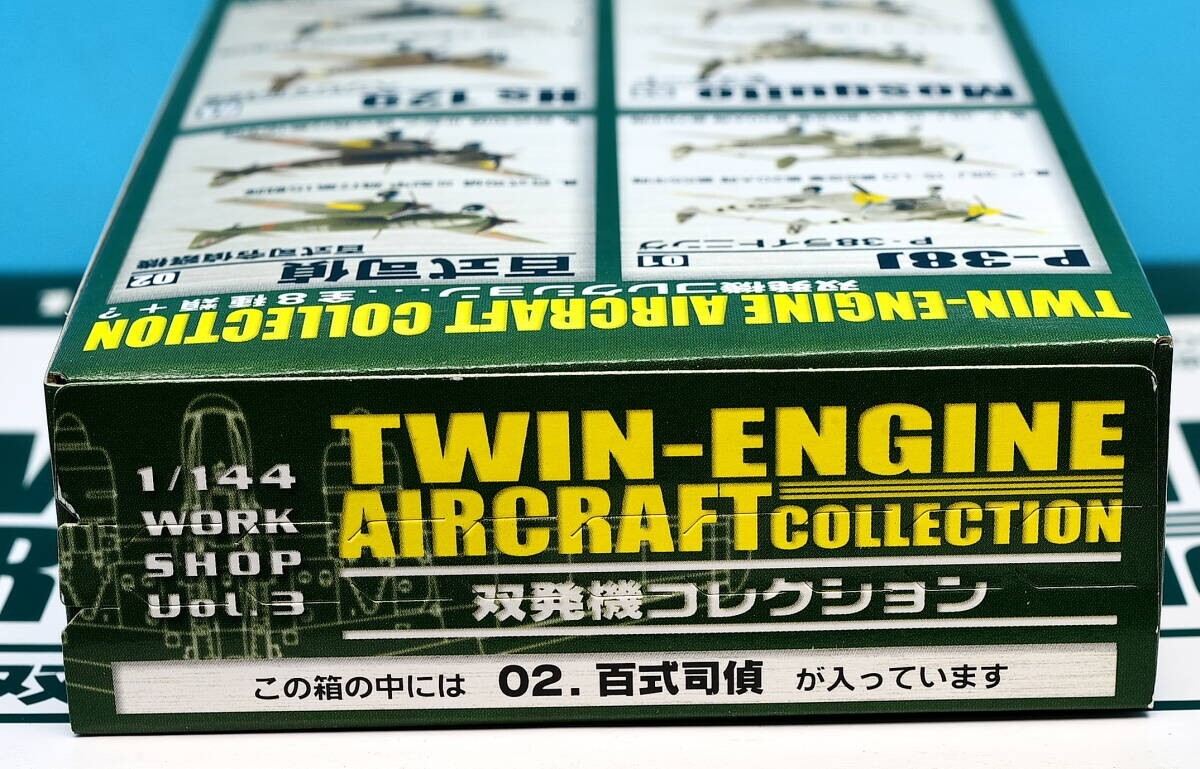 Hs 129
Mosquito
百式司偵
02
百式司令部偵察機
P-38J
01
P-38ライトニング
双発機コレクション...全8種類+?
TWIN-ENGINE AIRCRAFT COLLECTION
1/144
WORK
SHOP
Vol 3
TWIN-ENGINE
AIRCRAFT COLLECTION
双発機コレクション
この箱の中には 02.百式司偵 が入っています